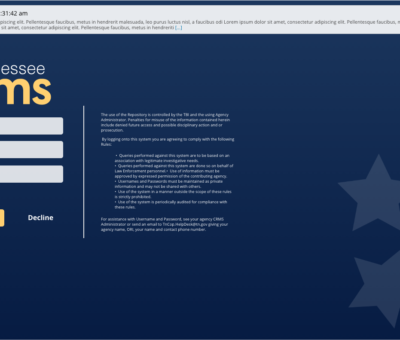 :31:42 am
piscing elit. Pellentesque faucibus, metus in hendrerit malesuada, leo purus luctus nisl, a faucibus odi Lorem ipsum dolor sit amet, consectetur adipiscing elit. Pellentesque faucibus, m
sit amet, consectetur adipiscing elit. Pellentesque faucibus, metus in hendrerit [...]
essee
ms
The use of the Repository is controlled by the TBI and the using Agency
Administrator. Penalties for misuse of the information contained herein
include denied future access and possible disciplinary action and or
prosecution.
By logging onto this system you are agreeing to comply with the following
Rules:
• Queries performed against this system are to be based on an
association with legitimate investigative needs.
• Queries performed against this system are done so on behalf of
Law Enforcement personnel.• Use of information must be
approved by expressed permission of the contributing agency.
• Usernames and Passwords must be maintained as private
information and may not be shared with others.
• Use of the system in a manner outside the scope of these rules
is strictly prohibited.
• Use of the system is periodically audited for compliance with
these rules.
Decline
For assistance with Username and Password, see your agency CRMS
Administrator or send an email to TnCop.HelpDesk@tn.gov giving your
agency name, ORI, your name and contact phone number.